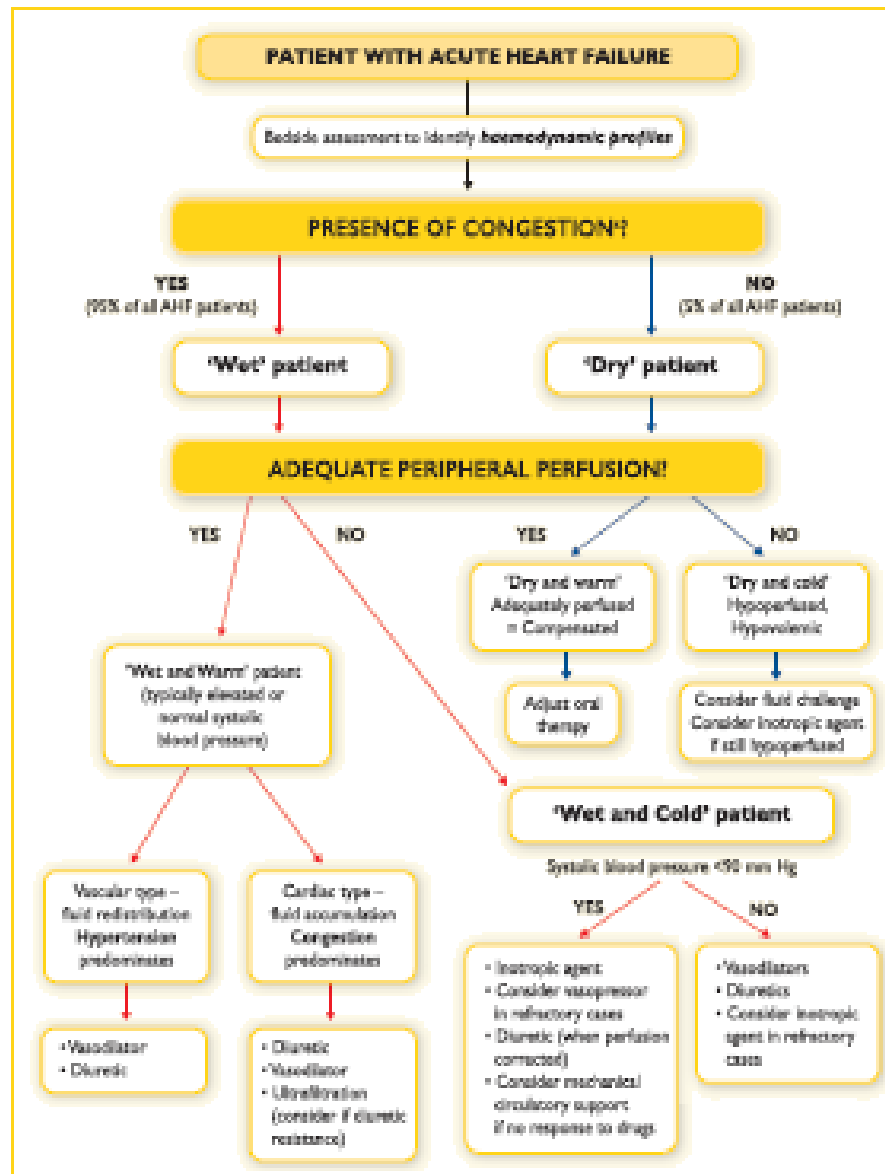 PATIENT WITH ACUTE HEART FAILURE
Bedside assessment to identify haemodynamic profiles
PRESENCE OF CONGESTIONª?
YES
(95% of all AHF patients)
NO
(5% of all AHF patients)
‘Wet’ patient
‘Dry’ patient
ADEQUATE PERIPHERAL PERFUSION?
YES
NO
YES
NO
‘Dry and warm’
Adequately perfused
= Compensated
‘Dry and cold’
Hypoperfused,
Hypovolemic
‘Wet and Warm’ patient
(typically elevated or
normal systolic
blood pressure)
Adjust oral
therapy
Consider fluid challenge
Consider inotropic agent
if still hypoperfused
‘Wet and Cold’ patient
Systolic blood pressure <90 mm Hg
Vascular type –
fluid redistribution
Hypertension
predominates
Cardiac type –
fluid accumulation
Congestion
predominates
YES
NO
• Inotropic agent
• Consider vasopressor
in refractory cases
• Diuretic (when perfusion
corrected)
• Consider mechanical
circulatory support
if no response to drugs
• Vasodilators
• Diuretics
• Consider inotropic
agent in refractory
cases
• Vasodilator
• Diuretic
• Diuretic
• Vasodilator
• Ultrafiltration
(consider if diuretic
resistance)